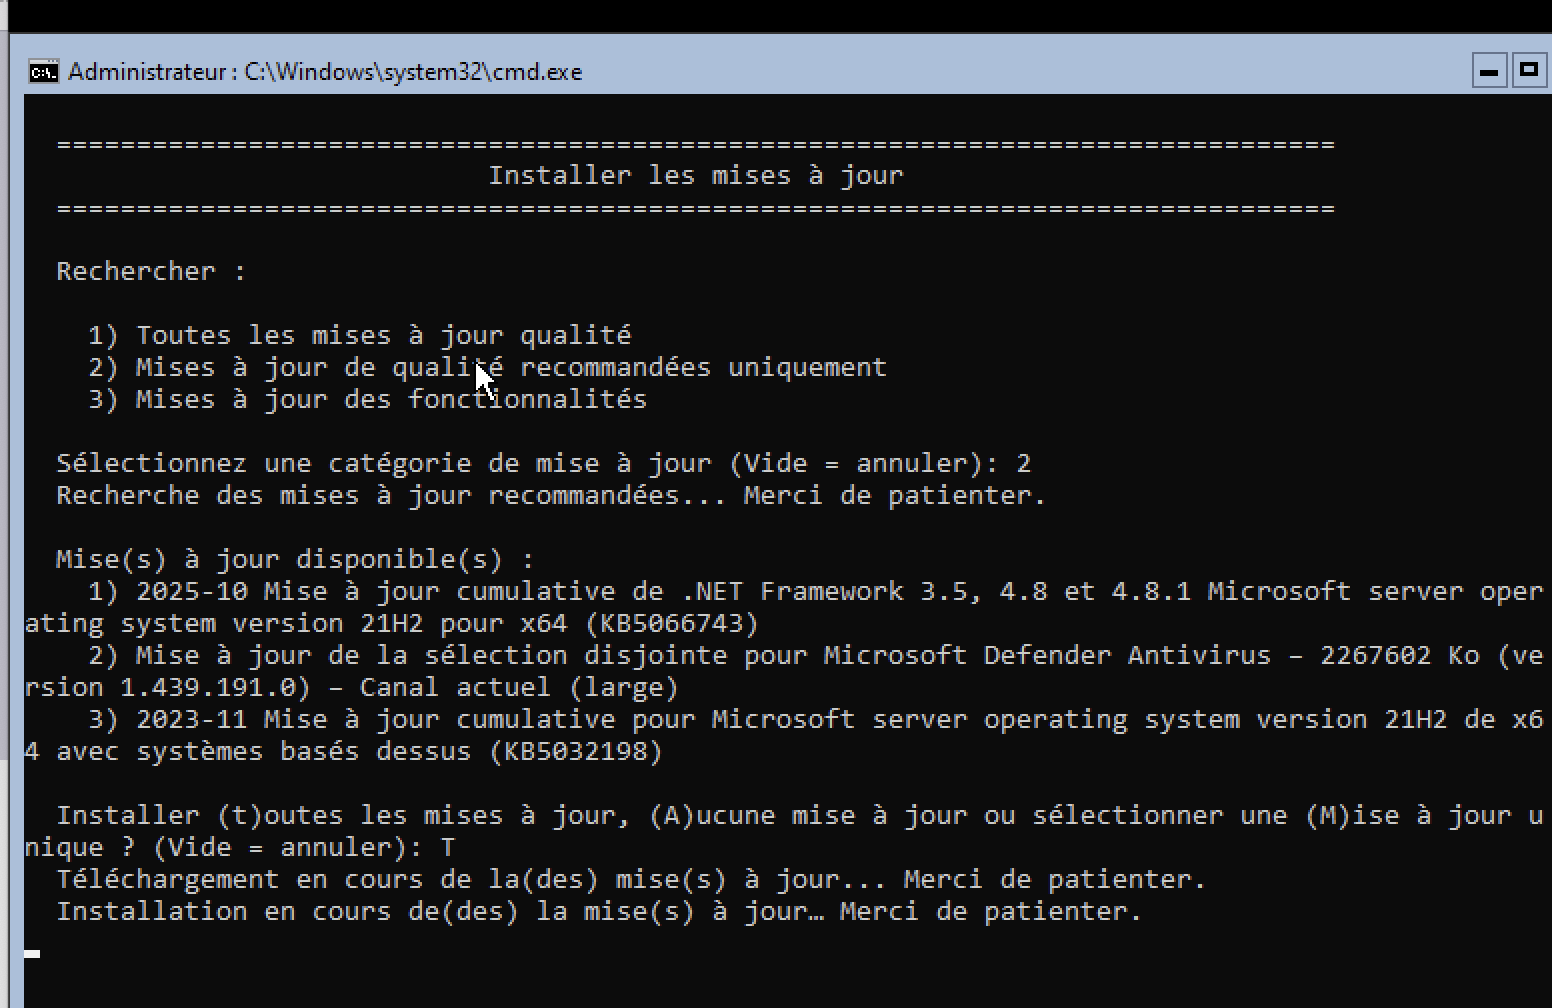 Administrateur : C:\Windows\system32\cmd.exe
================================================================================
Installer les mises à jour
================================================================================
Rechercher :
1) Toutes les mises à jour qualité
2) Mises à jour de qualité recommandées uniquement
3) Mises à jour des fonctionnalités
Sélectionnez une catégorie de mise à jour (Vide = annuler): 2
Recherche des mises à jour recommandées... Merci de patienter.
Mise(s) à jour disponible(s) :
1) 2025-10 Mise à jour cumulative de .NET Framework 3.5, 4.8 et 4.8.1 Microsoft server oper
ating system version 21H2 pour x64 (KB5066743)
2) Mise à jour de la sélection disjointe pour Microsoft Defender Antivirus – 2267602 Ko (ve
rsion 1.439.191.0) – Canal actuel (large)
3) 2023-11 Mise à jour cumulative pour Microsoft server operating system version 21H2 de x6
4 avec systèmes basés dessus (KB5032198)
Installer (t)outes les mises à jour, (A)ucune mise à jour ou sélectionner une (M)ise à jour u
nique ? (Vide = annuler): T
Téléchargement en cours de la(des) mise(s) à jour... Merci de patienter.
Installation en cours de(des) la mise(s) à jour… Merci de patienter.